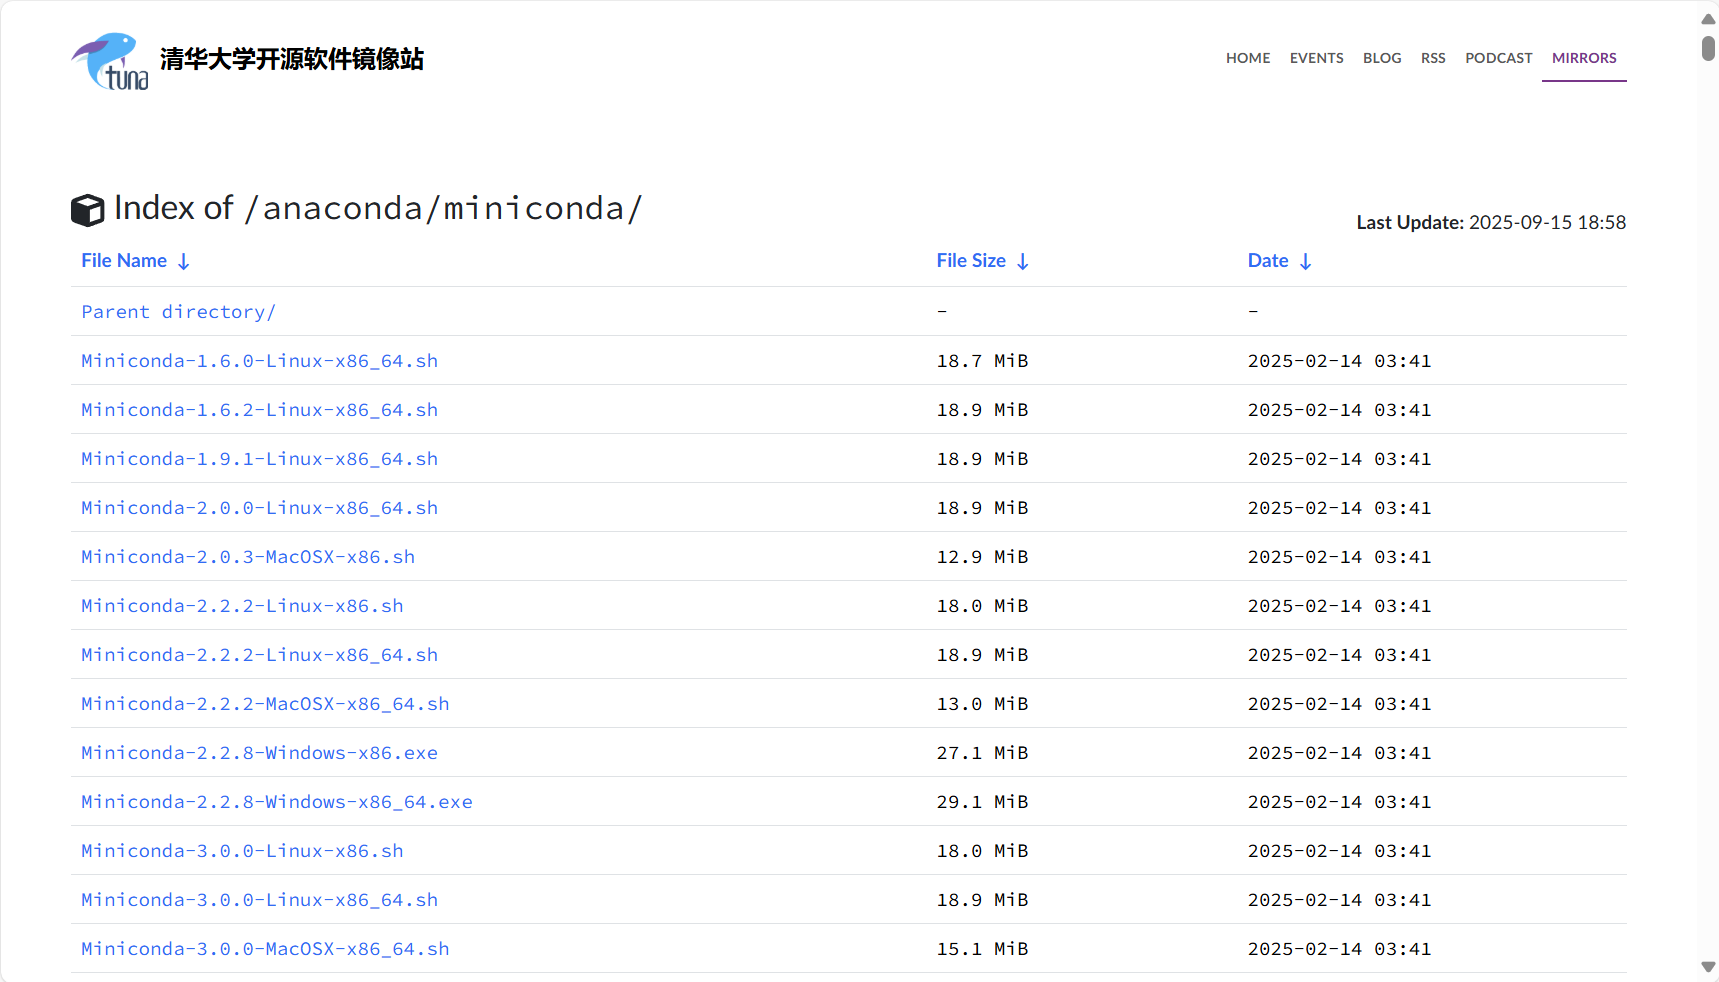 tuna
清华大学开源软件镜像站
HOME EVENTS BLOG RSS PODCAST MIRRORS
Index of /anaconda/miniconda/
Last Update: 2025-09-15 18:58
File Name ↓ File Size ↓ Date ↓
Parent directory/ - -
Miniconda-1.6.0-Linux-x86_64.sh 18.7 MiB 2025-02-14 03:41
Miniconda-1.6.2-Linux-x86_64.sh 18.9 MiB 2025-02-14 03:41
Miniconda-1.9.1-Linux-x86_64.sh 18.9 MiB 2025-02-14 03:41
Miniconda-2.0.0-Linux-x86_64.sh 18.9 MiB 2025-02-14 03:41
Miniconda-2.0.3-MacOSX-x86.sh 12.9 MiB 2025-02-14 03:41
Miniconda-2.2.2-Linux-x86.sh 18.0 MiB 2025-02-14 03:41
Miniconda-2.2.2-Linux-x86_64.sh 18.9 MiB 2025-02-14 03:41
Miniconda-2.2.2-MacOSX-x86_64.sh 13.0 MiB 2025-02-14 03:41
Miniconda-2.2.8-Windows-x86.exe 27.1 MiB 2025-02-14 03:41
Miniconda-2.2.8-Windows-x86_64.exe 29.1 MiB 2025-02-14 03:41
Miniconda-3.0.0-Linux-x86.sh 18.0 MiB 2025-02-14 03:41
Miniconda-3.0.0-Linux-x86_64.sh 18.9 MiB 2025-02-14 03:41
Miniconda-3.0.0-MacOSX-x86_64.sh 15.1 MiB 2025-02-14 03:41